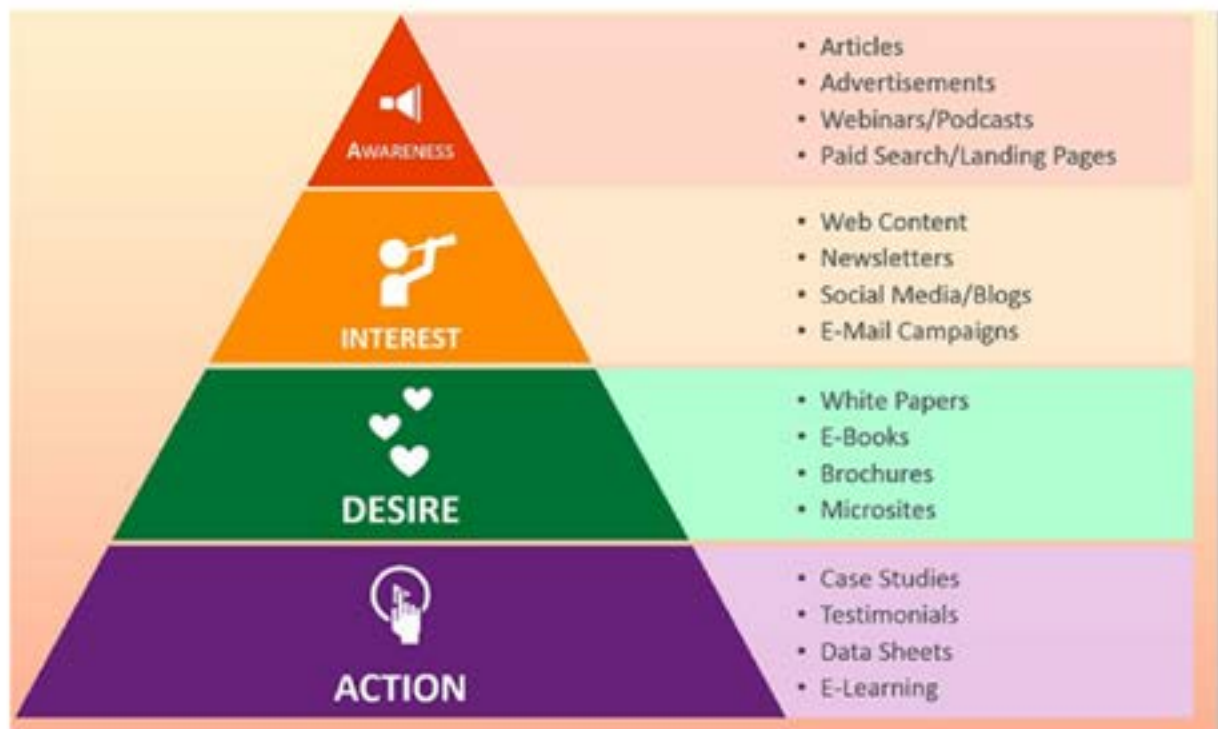 AWARENESS
• Articles
• Advertisements
• Webinars/Podcasts
• Paid Search/Landing Pages
INTEREST
• Web Content
• Newsletters
• Social Media/Blogs
• E-Mail Campaigns
DESIRE
• White Papers
• E-Books
• Brochures
• Microsites
ACTION
• Case Studies
• Testimonials
• Data Sheets
• E-Learning